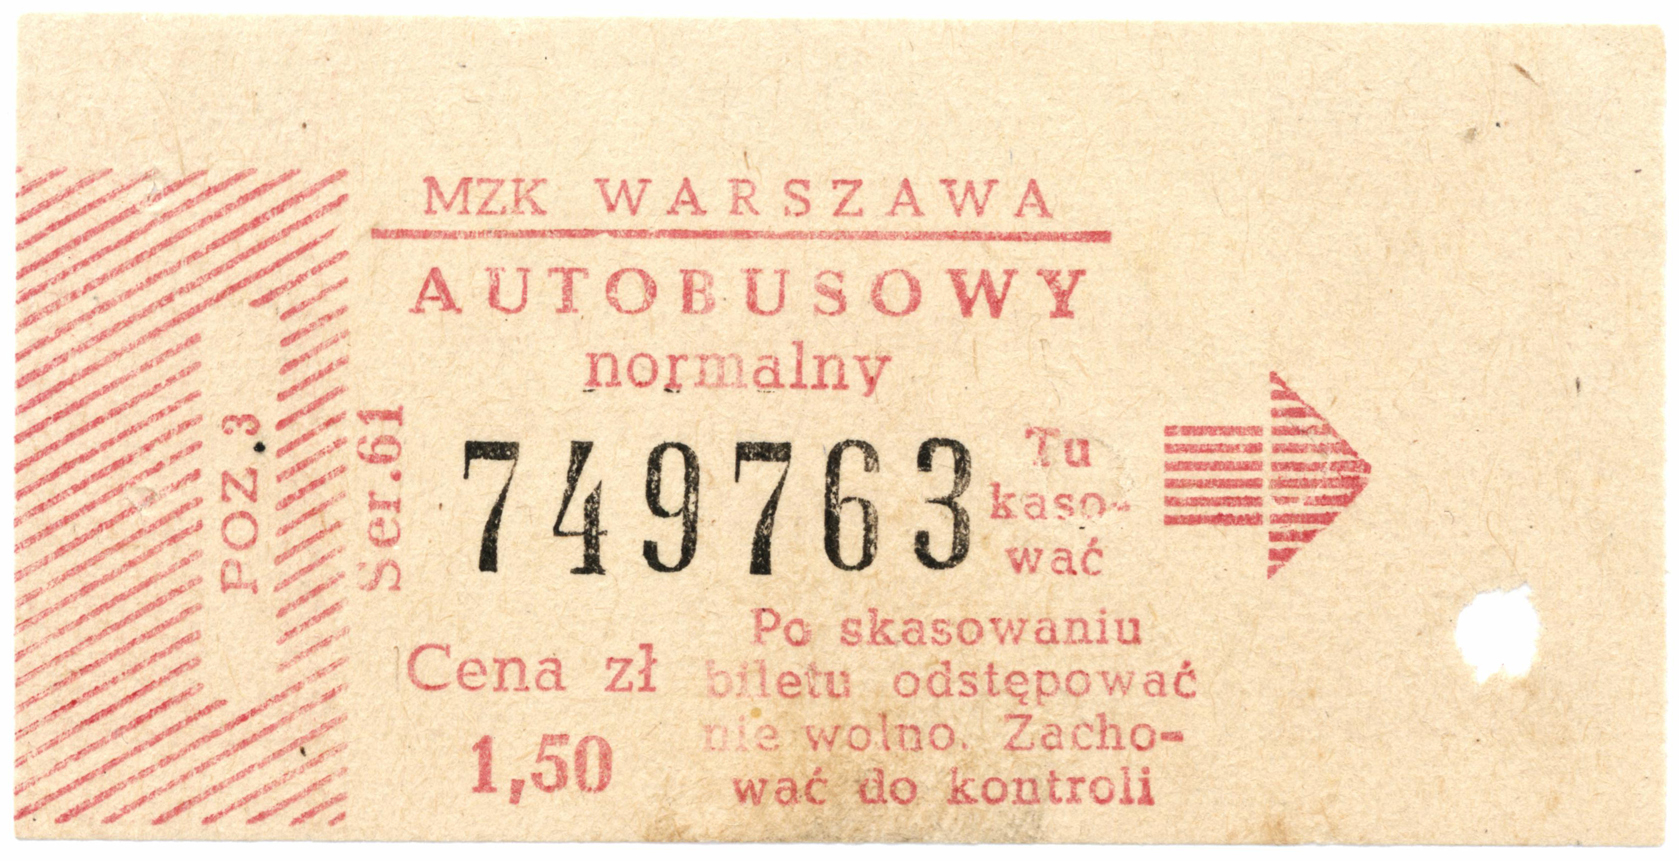 MZK WARSZAWA
AUTOBUSOWY
normalny
POZ.3
Ser.61
749763
Tu
kaso-
wać
Cena zł
1,50
Po skasowaniu
biletu odstępować
nie wolno. Zacho-
wać do kontroli